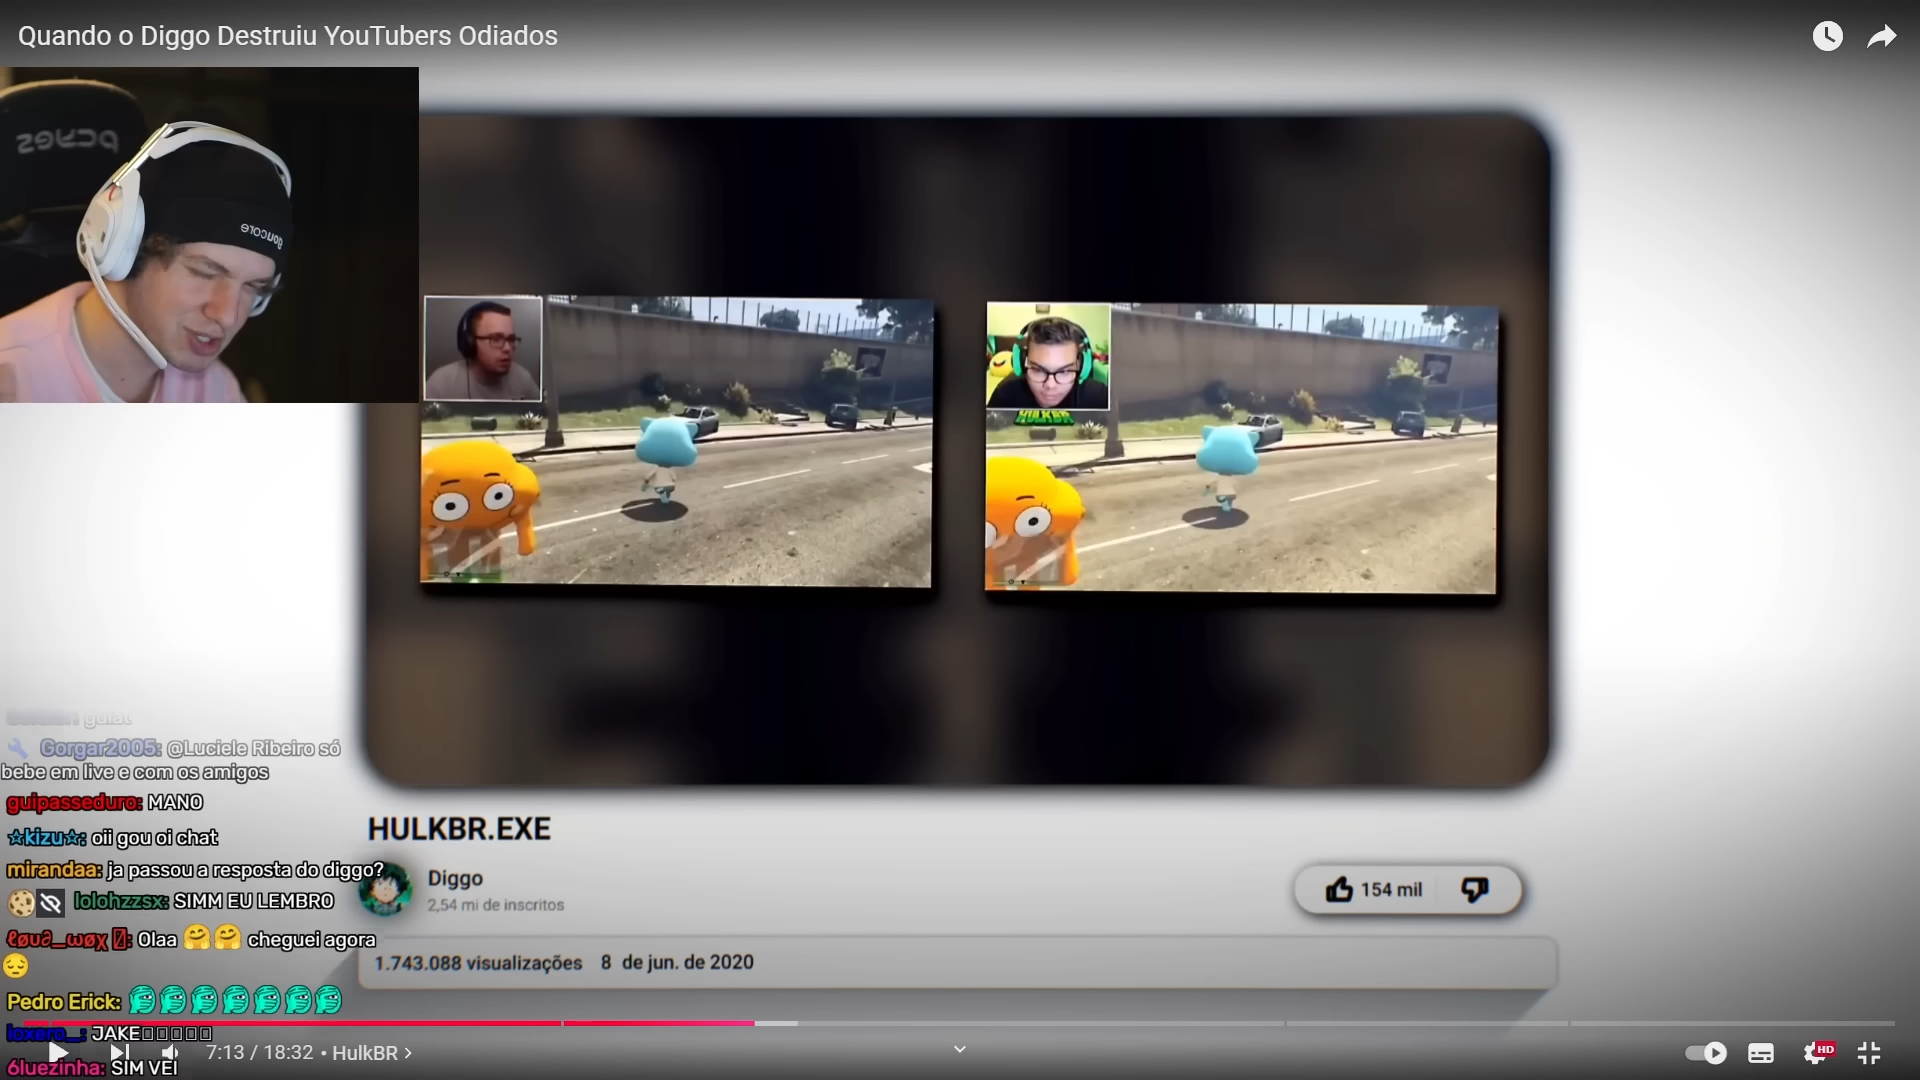 Quando o Diggo Destruiu YouTubers Odiados
HULKBR
guiat
Gorgar2005: @Luciele Ribeiro só
bebe em live e com os amigos
guipasseduro: MANO
☆kizu☆: oii gou oi chat
mirandaa: ja passou a resposta do diggo?
lolohzzsx: SIMM EU LEMBRO
Olaa 🤗🤗 cheguei agora
😔
Pedro Erick:
JAKE
6luezinha: SIM VEI
HULKBR.EXE
Diggo
2,54 mi de inscritos
154 mil
1.743.088 visualizações 8 de jun. de 2020
7:13 / 18:32 • HulkBR
HD